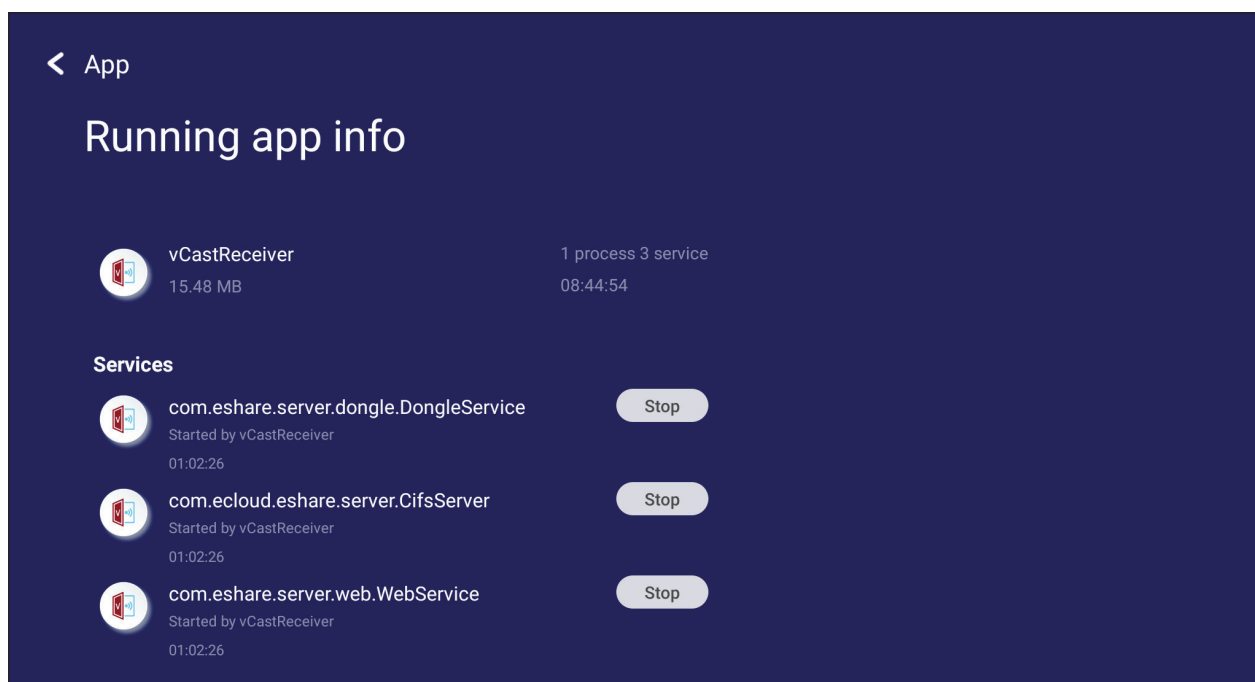 App
Running app info
vCastReceiver
1 process 3 service
15.48 MB
08:44:54
Services
com.eshare.server.dongle.DongleService
Stop
Started by vCastReceiver
01:02:26
com.ecloud.eshare.server.CifsServer
Stop
Started by vCastReceiver
01:02:26
com.eshare.server.web.WebService
Stop
Started by vCastReceiver
01:02:26